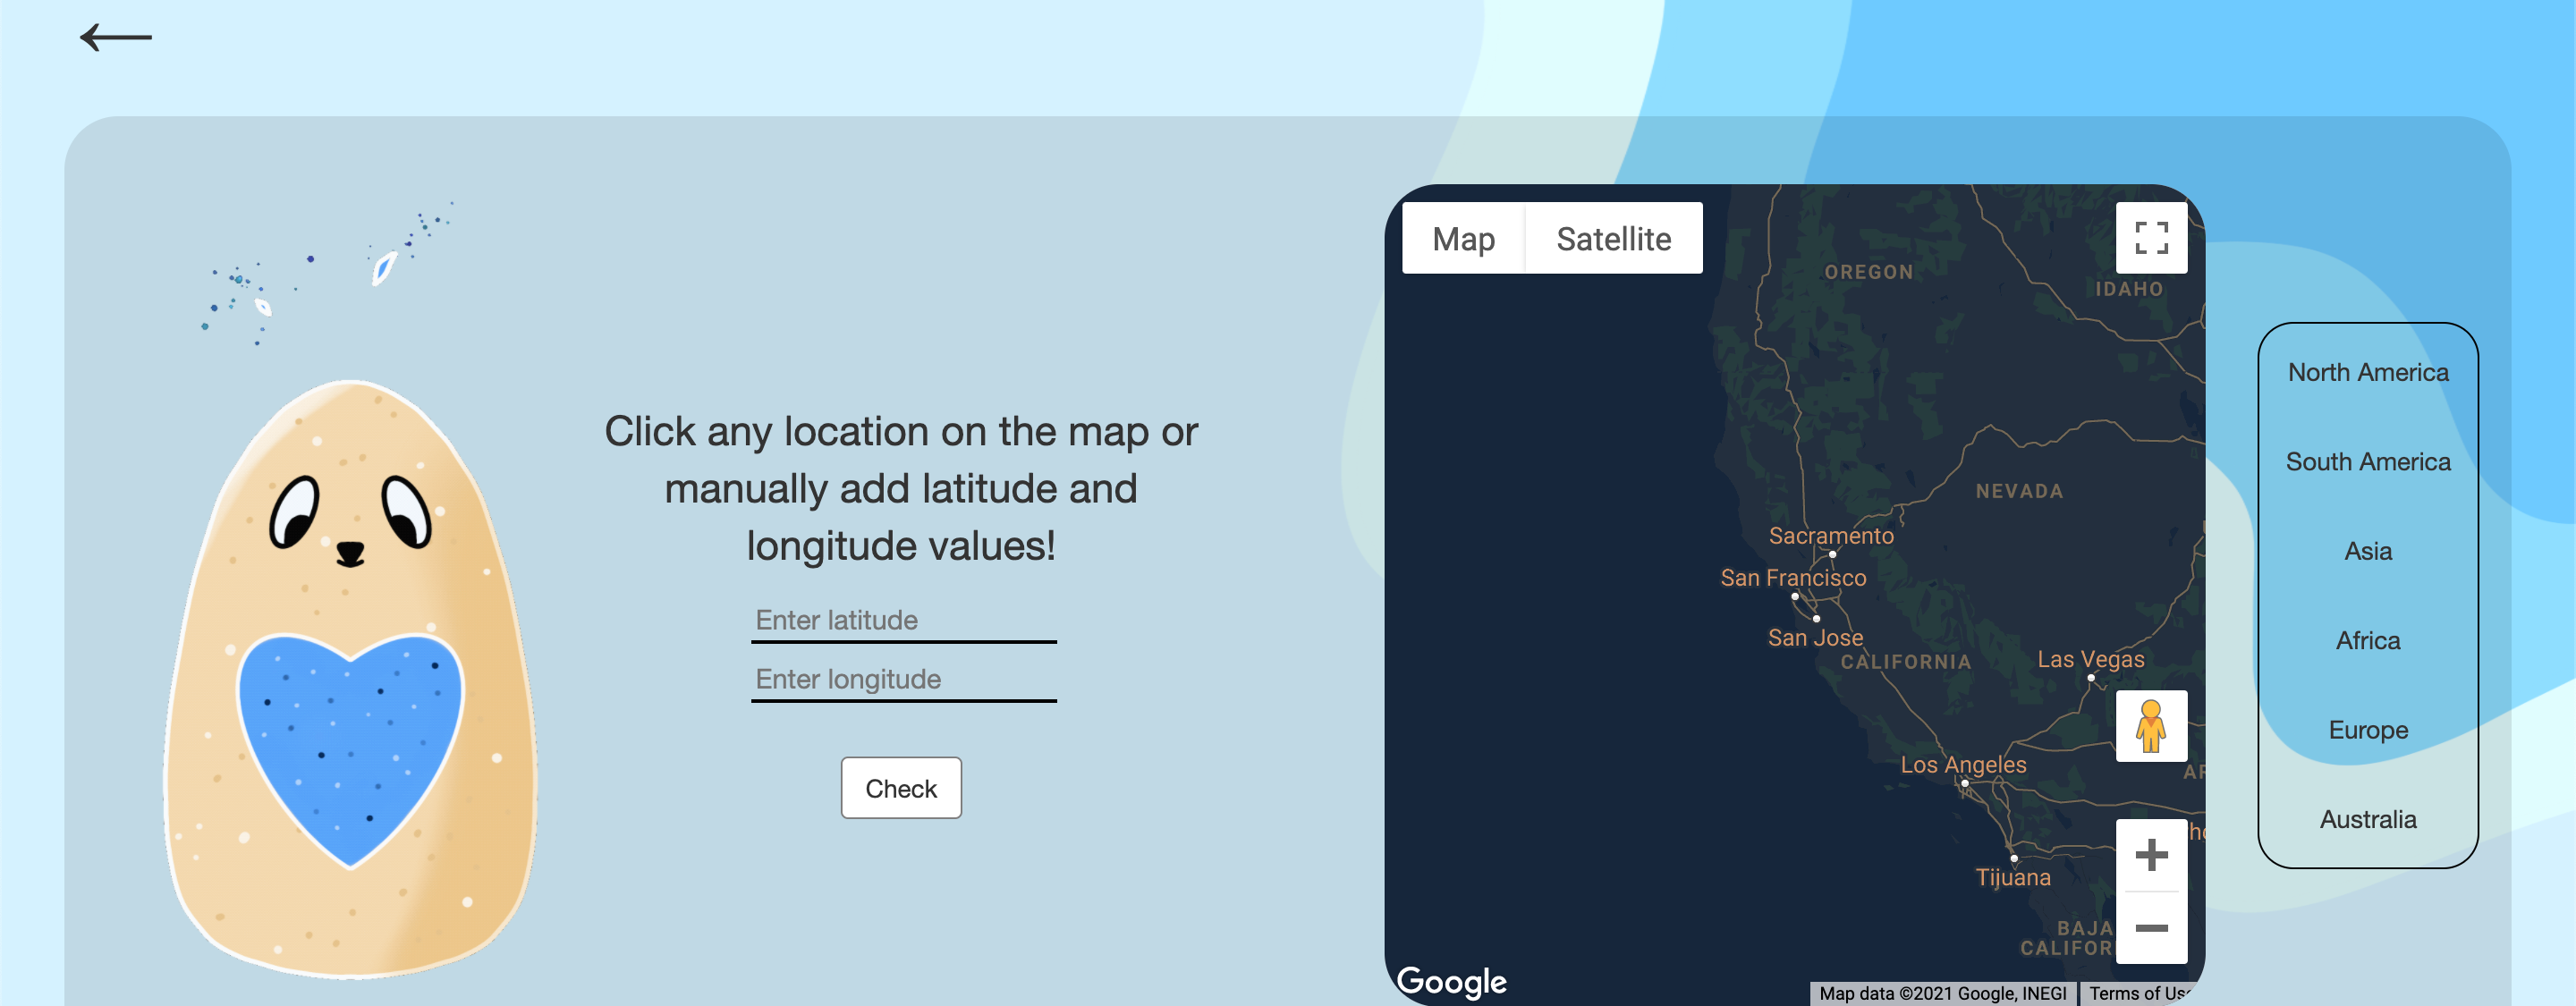 Click any location on the map or
manually add latitude and
longitude values!
Enter latitude
Enter longitude
Check
Map
Satellite
OREGON
IDAHO
NEVADA
Sacramento
San Francisco
San Jose
CALIFORNIA
Las Vegas
Los Angeles
Tijuana
BAJA
CALIFOR
Google
Map data ©2021 Google, INEGI
Terms of Use
North America
South America
Asia
Africa
Europe
Australia